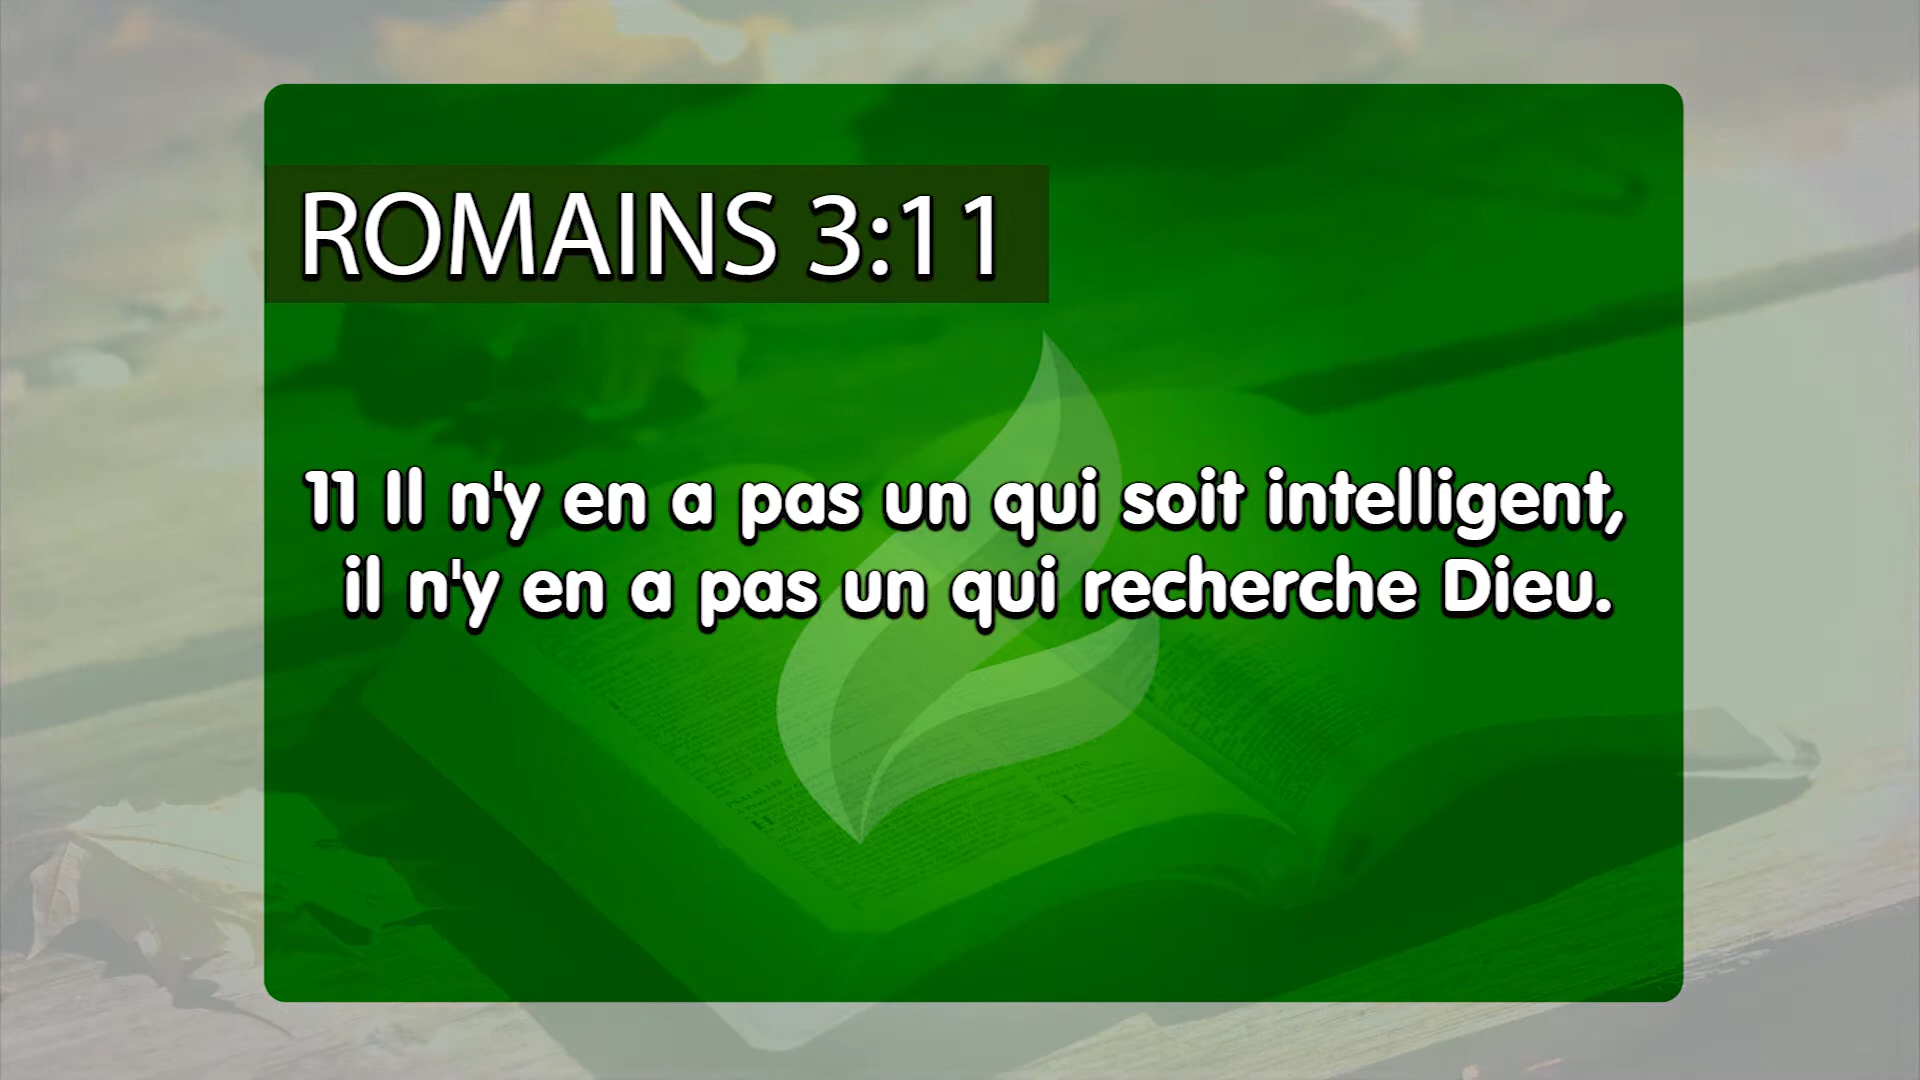 ROMAINS 3:11
11 Il n'y en a pas un qui soit intelligent,
il n'y en a pas un qui recherche Dieu.